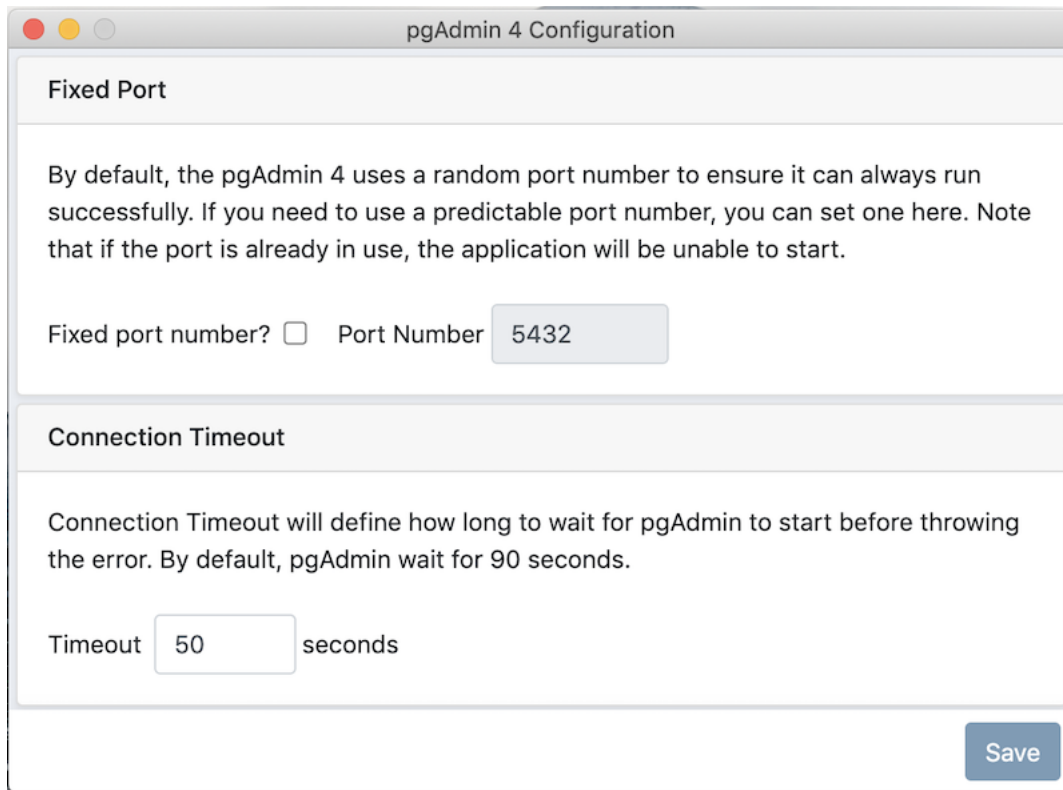 pgAdmin 4 Configuration
Fixed Port
By default, the pgAdmin 4 uses a random port number to ensure it can always run
successfully. If you need to use a predictable port number, you can set one here. Note
that if the port is already in use, the application will be unable to start.
Fixed port number? Port Number 5432
Connection Timeout
Connection Timeout will define how long to wait for pgAdmin to start before throwing
the error. By default, pgAdmin wait for 90 seconds.
Timeout 50 seconds
Save